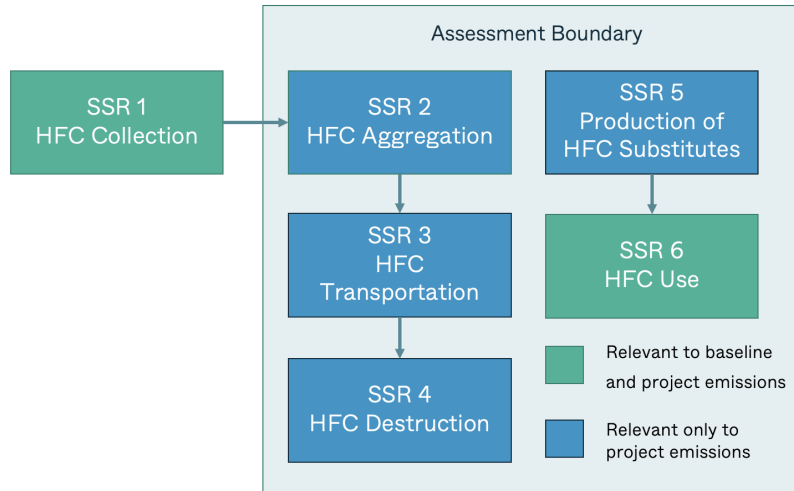 Assessment Boundary
SSR 1
HFC Collection
SSR 2
HFC Aggregation
SSR 5
Production of
HFC Substitutes
SSR 3
HFC
Transportation
SSR 6
HFC Use
SSR 4
HFC Destruction
Relevant to baseline
and project emissions
Relevant only to
project emissions